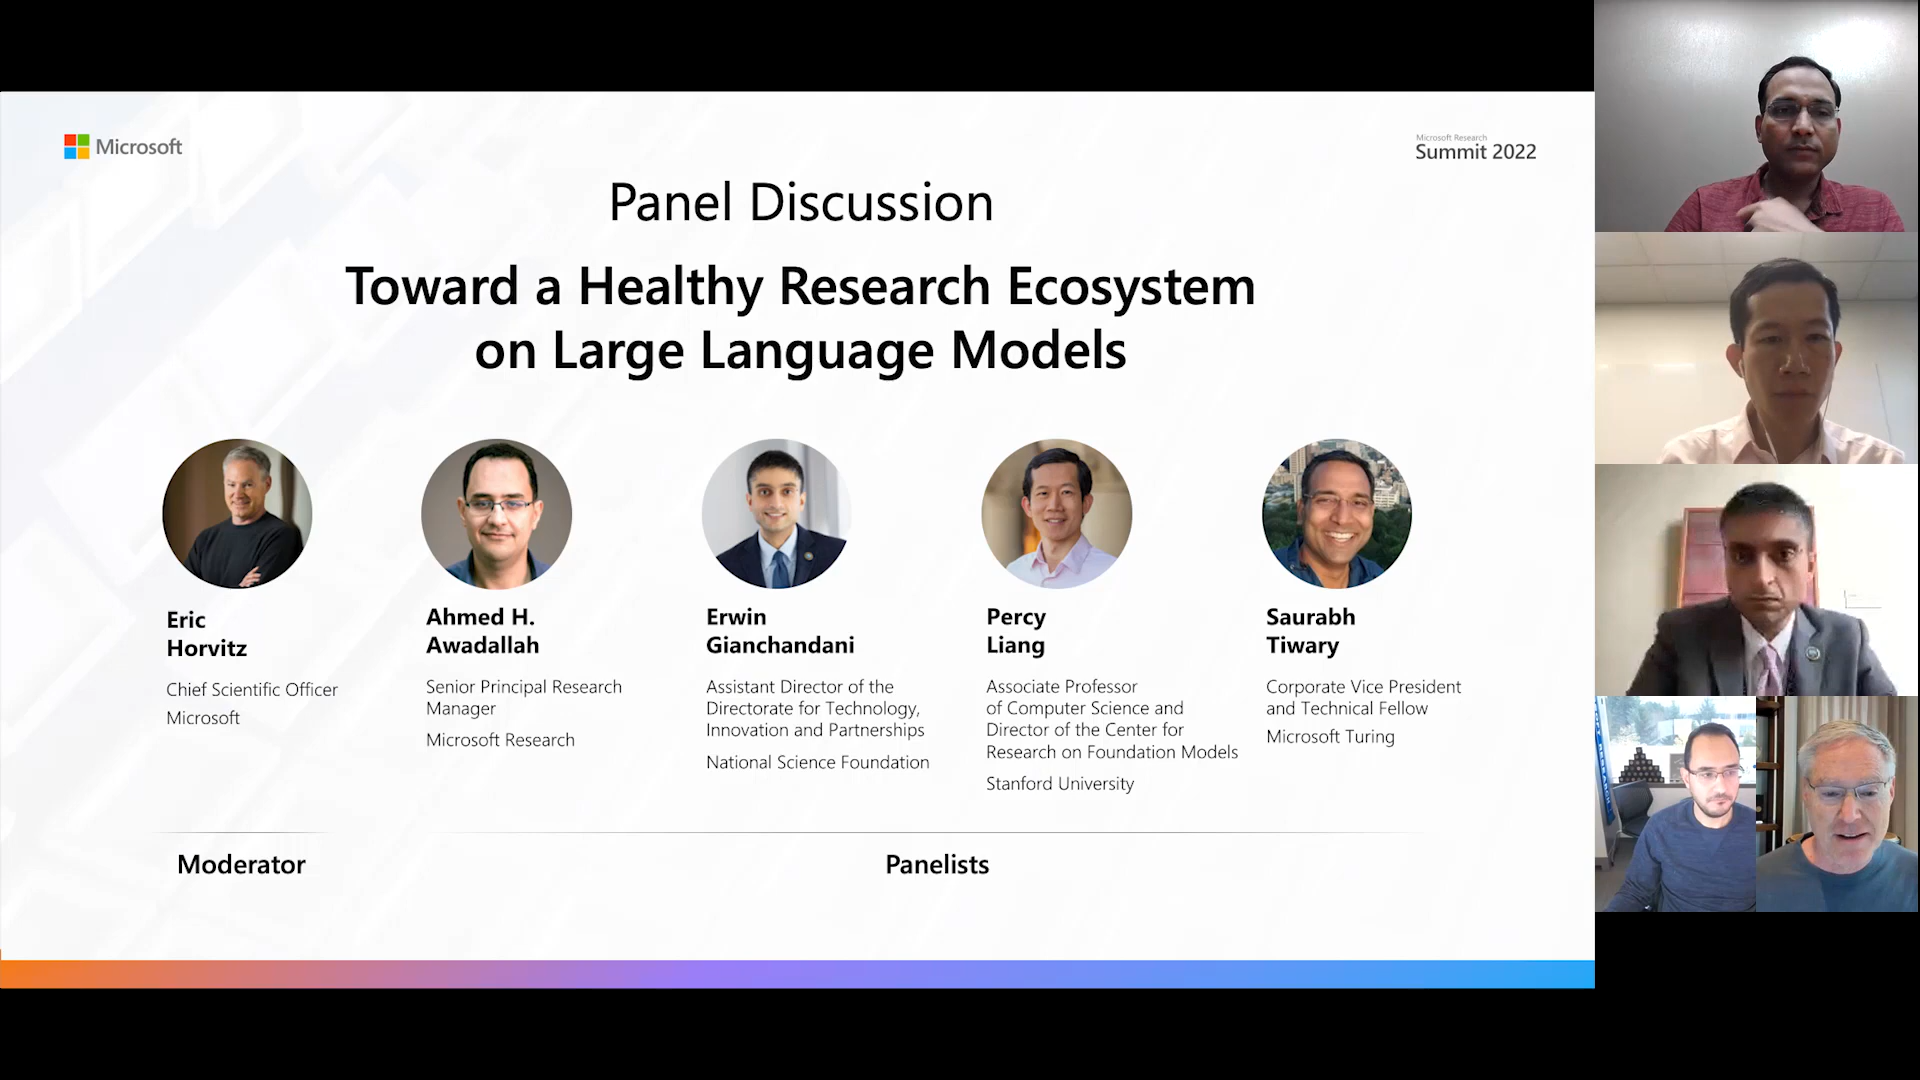 Microsoft
Microsoft Research
Summit 2022
Panel Discussion
Toward a Healthy Research Ecosystem
on Large Language Models
Eric
Horvitz
Chief Scientific Officer
Microsoft
Ahmed H.
Awadallah
Senior Principal Research
Manager
Microsoft Research
Erwin
Gianchandani
Assistant Director of the
Directorate for Technology,
Innovation and Partnerships
National Science Foundation
Percy
Liang
Associate Professor
of Computer Science and
Director of the Center for
Research on Foundation Models
Stanford University
Saurabh
Tiwary
Corporate Vice President
and Technical Fellow
Microsoft Turing
Moderator
Panelists